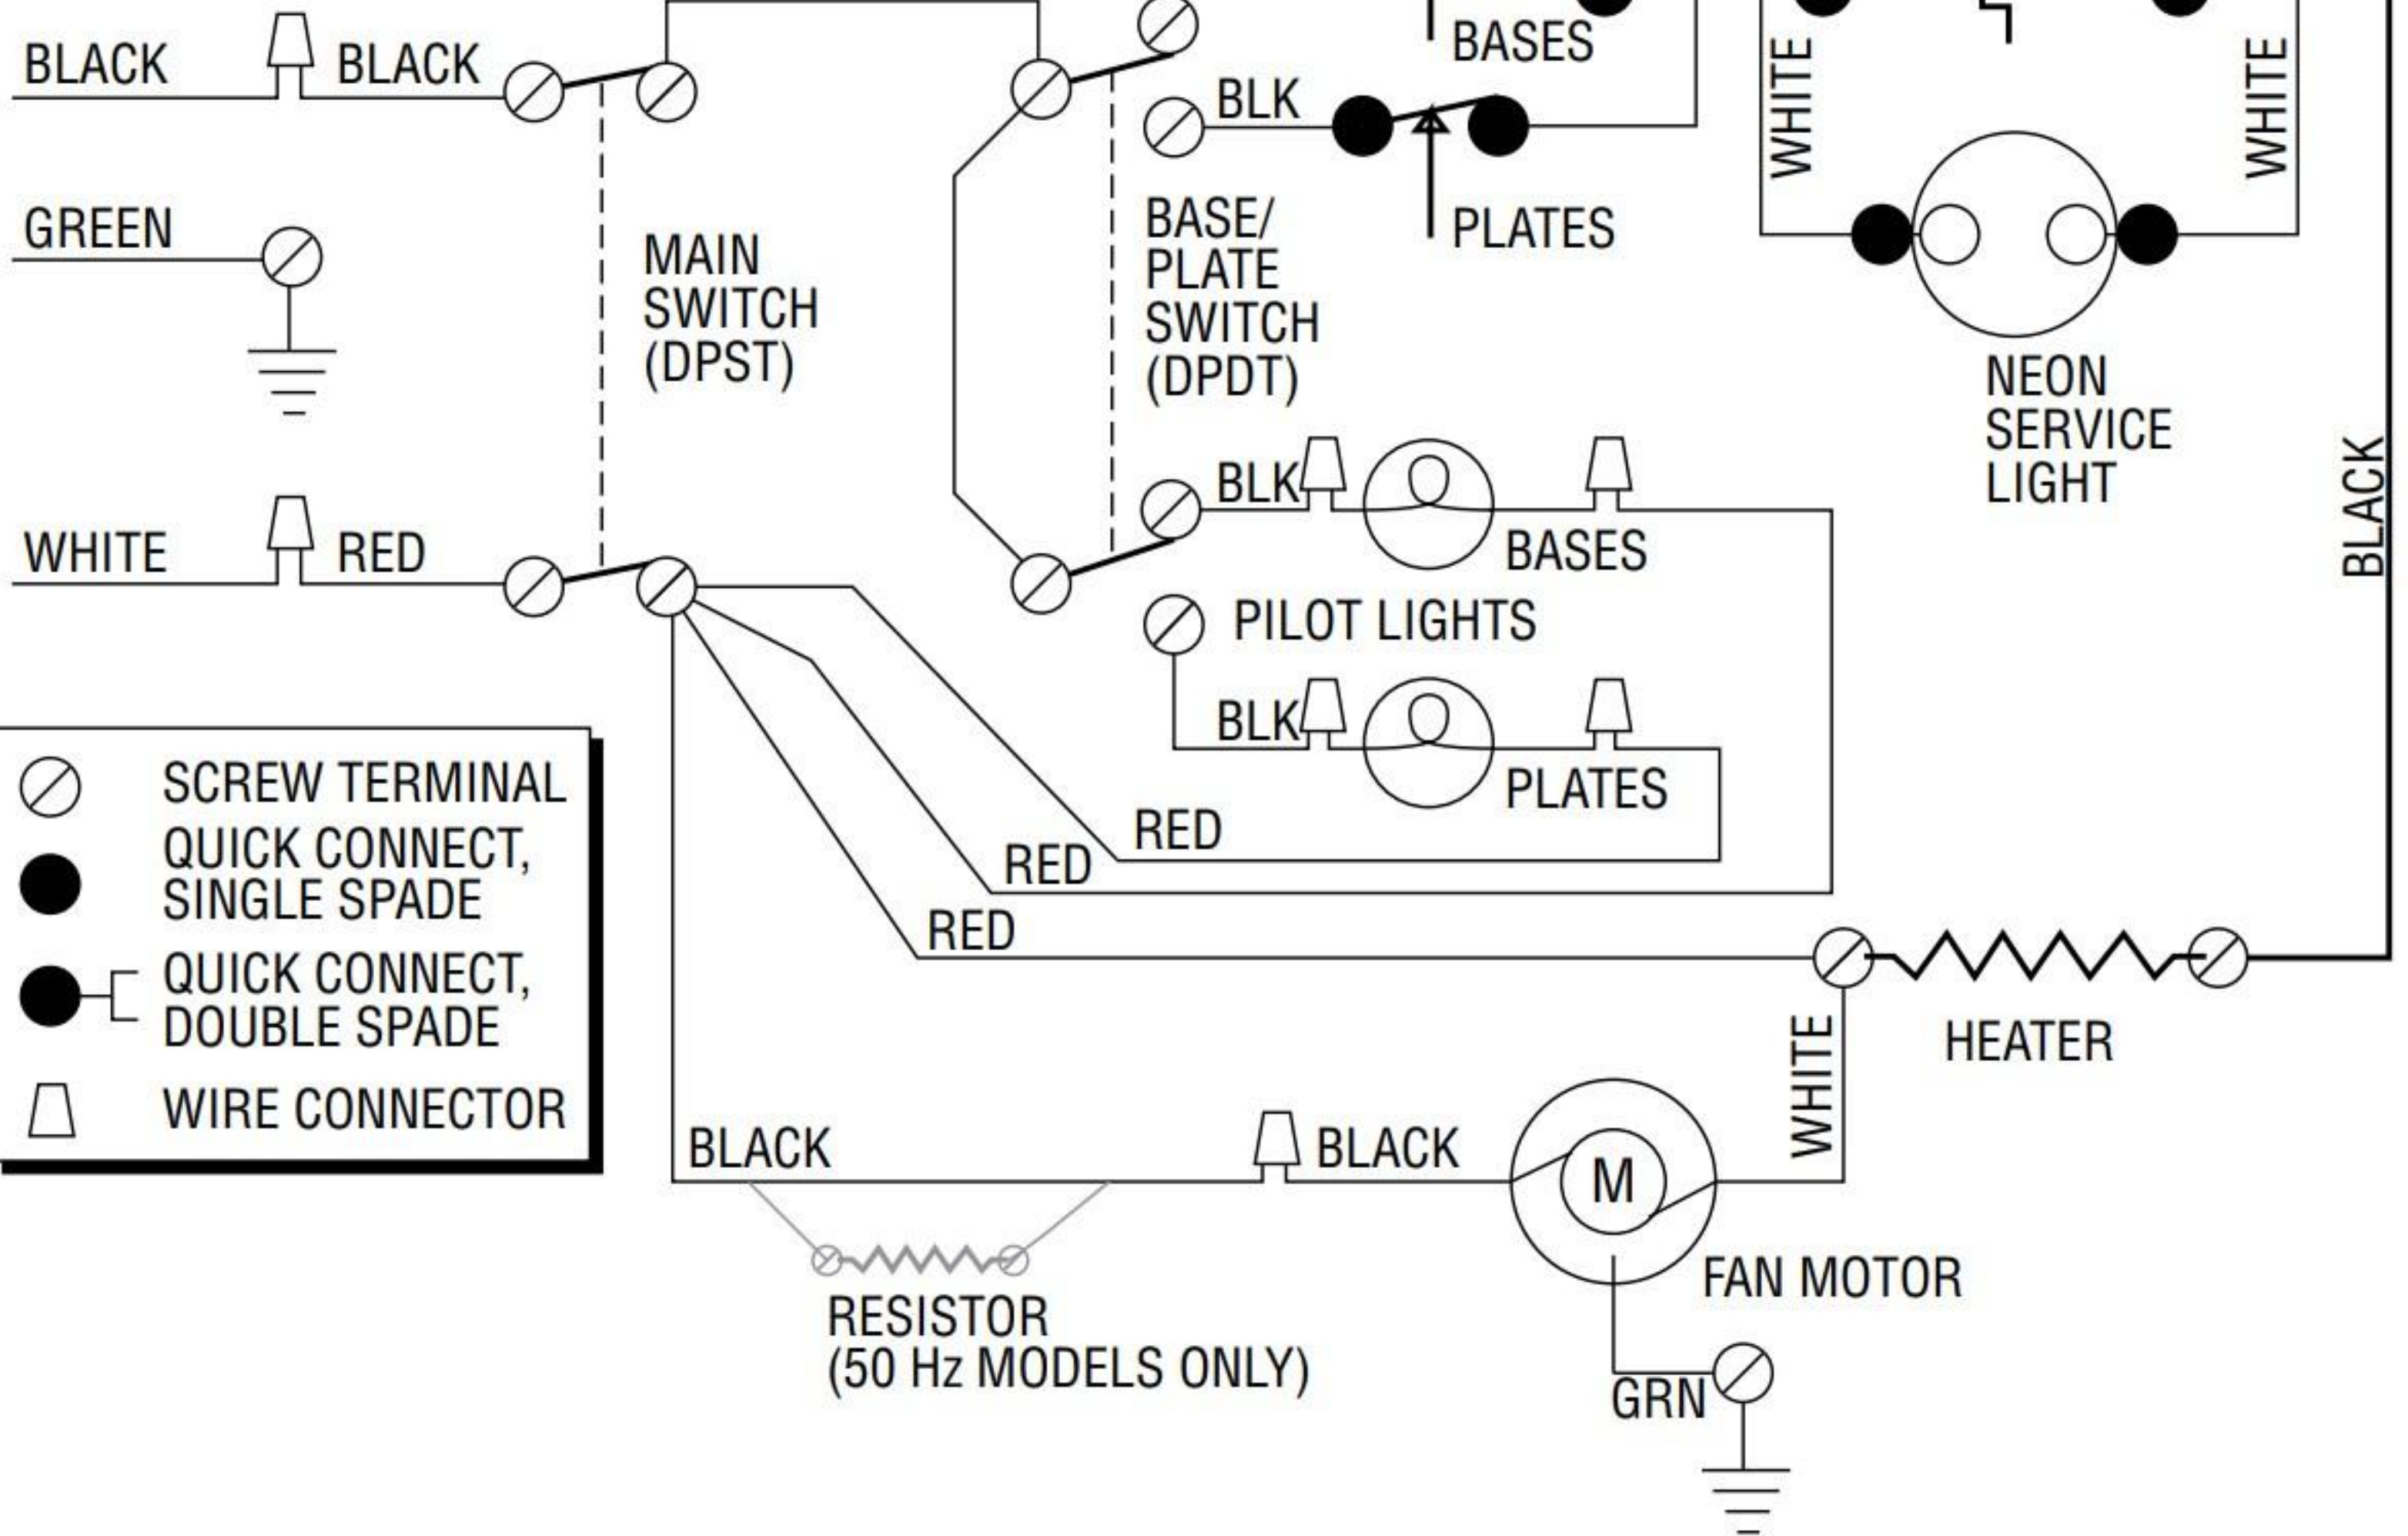 BASES
BLACK
BLACK
BLK
WHITE
WHITE
GREEN
MAIN
SWITCH
(DPST)
BASE/
PLATE
SWITCH
(DPDT)
PLATES
NEON
SERVICE
LIGHT
BLACK
WHITE
RED
BLK
BASES
PILOT LIGHTS
BLK
PLATES
RED
RED
RED
SCREW TERMINAL
QUICK CONNECT,
SINGLE SPADE
QUICK CONNECT,
DOUBLE SPADE
WIRE CONNECTOR
HEATER
WHITE
BLACK
BLACK
M
FAN MOTOR
RESISTOR
(50 Hz MODELS ONLY)
GRN